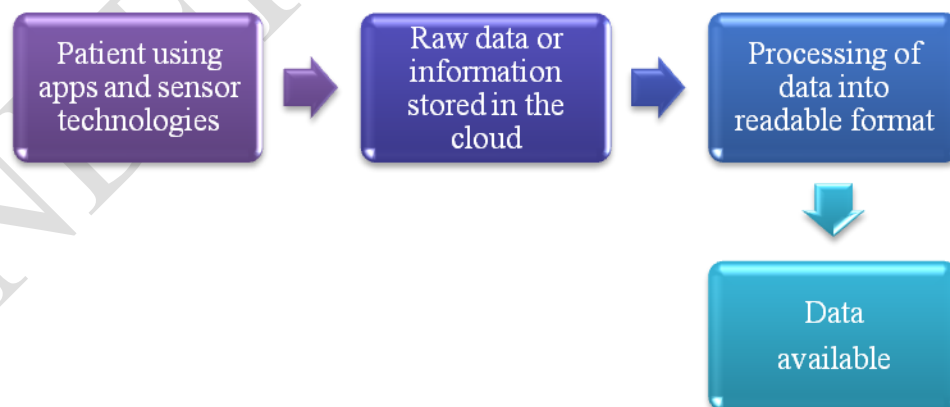 Patient using
apps and sensor
technologies
Raw data or
information
stored in the
cloud
Processing of
data into
readable format
Data
available